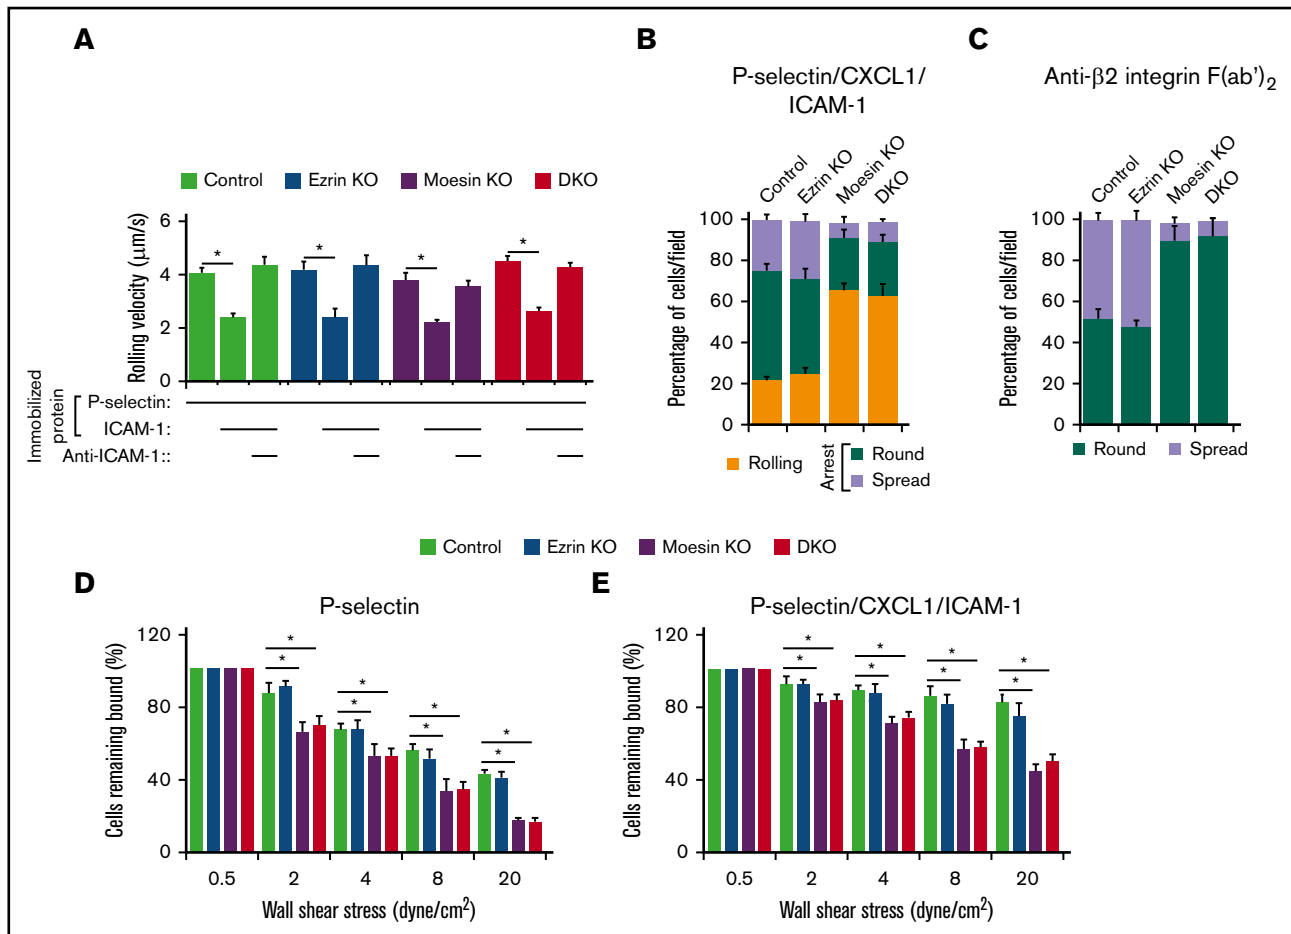 A
B
C
P-selectin/CXCL1/
ICAM-1
Anti-β2 integrin F(ab')2
Control Ezrin KO Moesin KO DKO
Rolling velocity (μm/s)
6
4
2
0
* * * *
Immobilized
protein
P-selectin:
ICAM-1:
Anti-ICAM-1::
Control Ezrin KO Moesin KO DKO
Percentage of cells/field
100
80
60
40
20
0
Rolling
Arrest
Round
Spread
Control Ezrin KO Moesin KO DKO
Percentage of cells/field
100
80
60
40
20
0
Round Spread
Control Ezrin KO Moesin KO DKO
D
P-selectin
Cells remaining bound (%)
120
80
40
0
* * * * * * * *
0.5 2 4 8 20
Wall shear stress (dyne/cm2)
E
P-selectin/CXCL1/ICAM-1
Cells remaining bound (%)
120
80
40
0
* * * * * * * *
0.5 2 4 8 20
Wall shear stress (dyne/cm2)